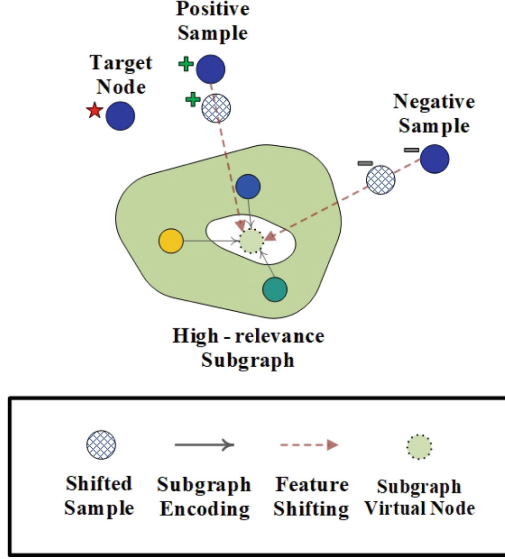 Positive
Sample
Target
Node
Negative
Sample
High - relevance
Subgraph
Shifted
Sample
Subgraph
Encoding
Feature
Shifting
Subgraph
Virtual Node